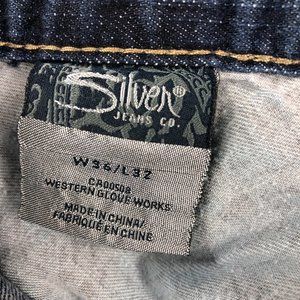 Silver®
JEANS CO.
W36/L32
CA00508
WESTERN GLOVE WORKS
MADE IN CHINA/
FABRIQUÉ EN CHINE